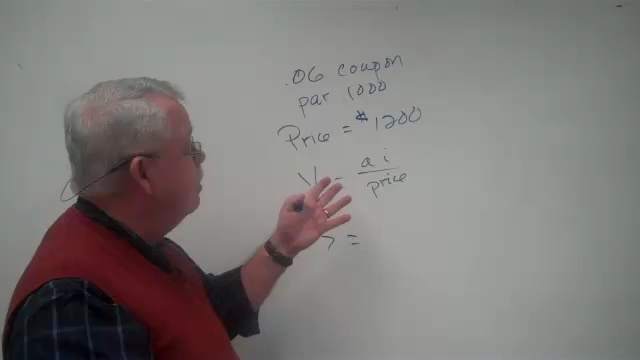 .06 coupon
par 1000
Price = $1200
Y = ai / price
=